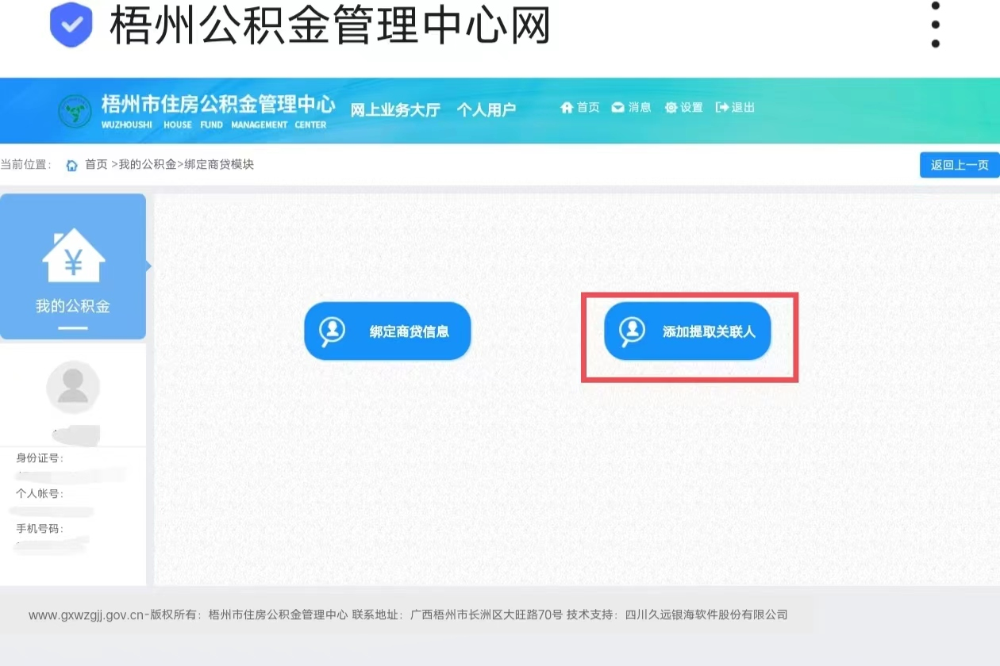 梧州公积金管理中心网
梧州市住房公积金管理中心 网上业务大厅 个人用户 首页 消息 设置 退出
WUZHOUSHI HOUSE FUND MANAGEMENT CENTER
当前位置： 首页 >我的公积金>绑定商贷模块 返回上一页
¥
我的公积金
绑定商贷信息 添加提取关联人
身份证号：
个人帐号：
手机号码：
www.gxwzgjj.gov.cn-版权所有：梧州市住房公积金管理中心 联系地址：广西梧州市长洲区大旺路70号 技术支持：四川久远银海软件股份有限公司